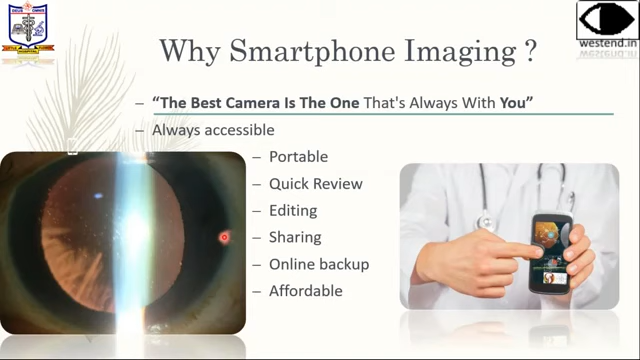 westend.in
Why Smartphone Imaging ?
– “The Best Camera Is The One That's Always With You”
– Always accessible
– Portable
– Quick Review
– Editing
– Sharing
– Online backup
– Affordable